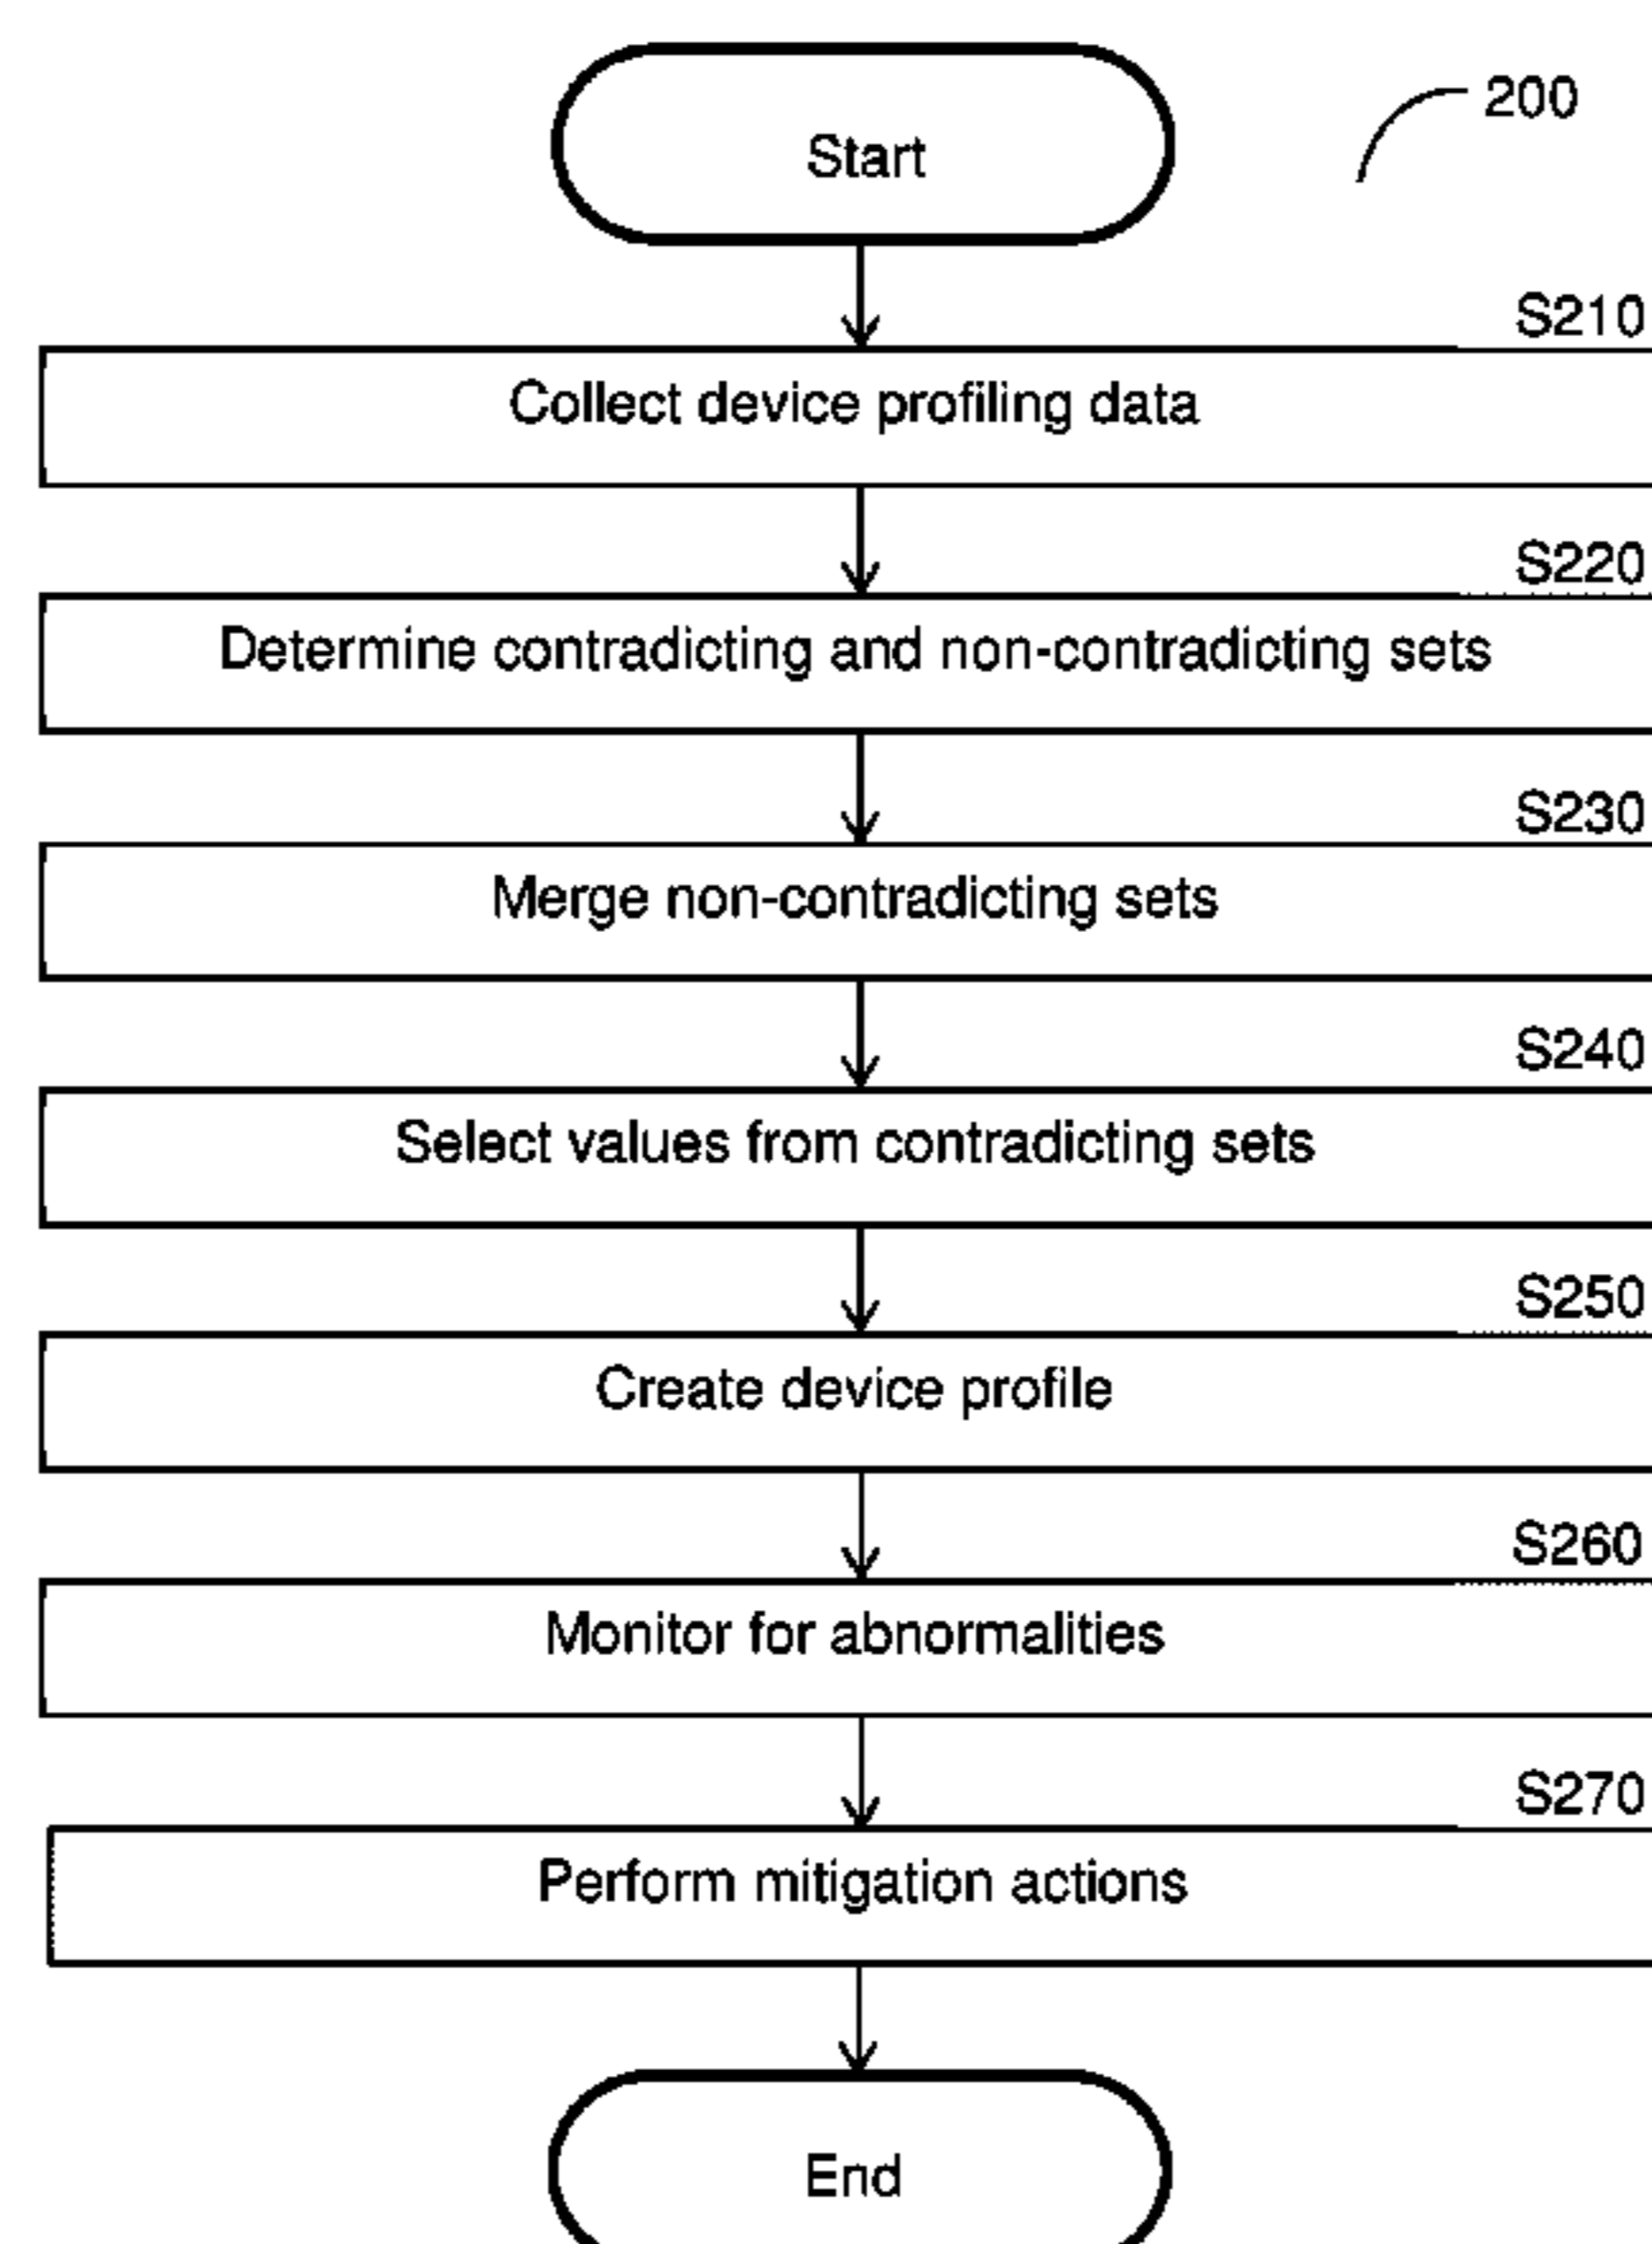 Start
200
S210
Collect device profiling data
S220
Determine contradicting and non-contradicting sets
S230
Merge non-contradicting sets
S240
Select values from contradicting sets
S250
Create device profile
S260
Monitor for abnormalities
S270
Perform mitigation actions
End